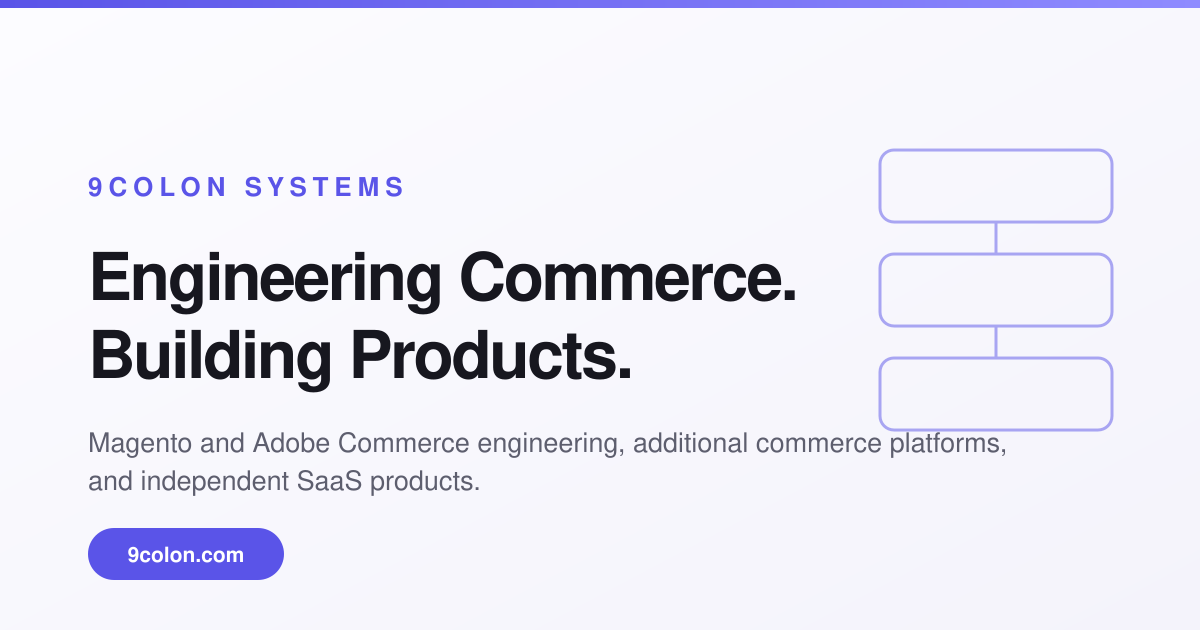 9COLON SYSTEMS
Engineering Commerce.
Building Products.
Magento and Adobe Commerce engineering, additional commerce platforms,
and independent SaaS products.
9colon.com